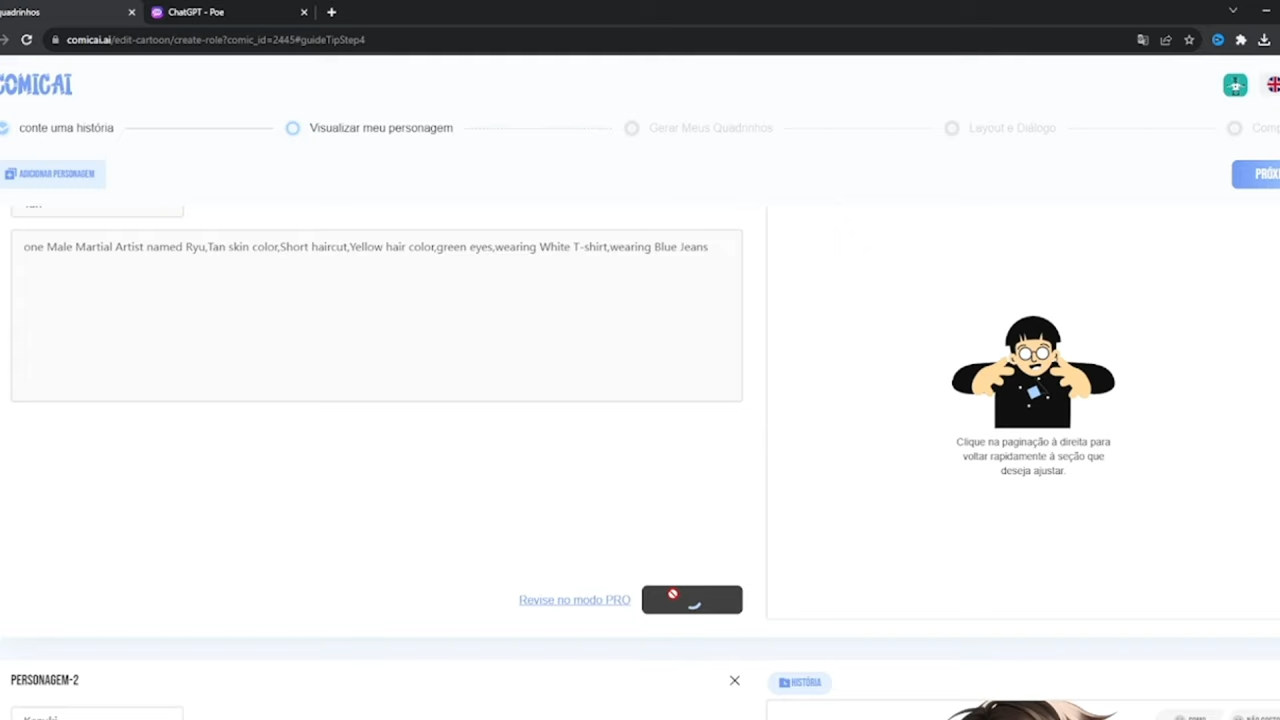 quadrinhos
ChatGPT - Poe
comicai.ai/edit-cartoon/create-role?comic_id=2445#guideTipStep4
COMICAI
conte uma história
Visualizar meu personagem
Gerar Meus Quadrinhos
Layout e Diálogo
ADICIONAR PERSONAGEM
one Male Martial Artist named Ryu,Tan skin color,Short haircut,Yellow hair color,green eyes,wearing White T-shirt,wearing Blue Jeans
Clique na paginação à direita para
voltar rapidamente à seção que
deseja ajustar.
Revise no modo PRO
PERSONAGEM-2
HISTÓRIA